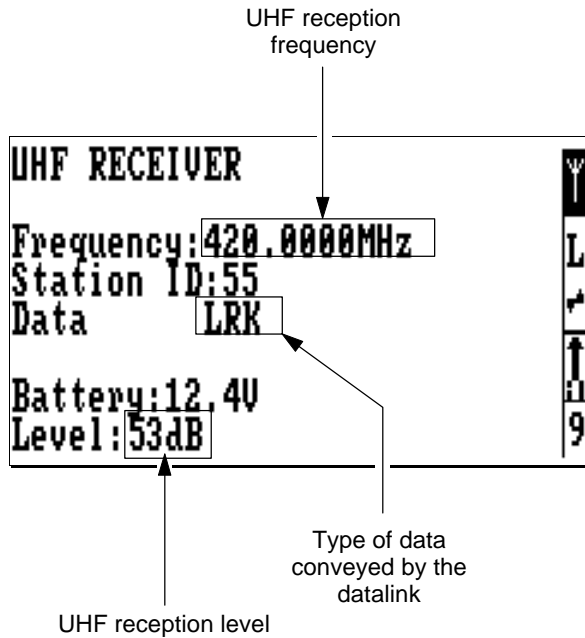 UHF reception
frequency
UHF RECEIVER
Frequency:420.0000MHz
Station ID:55
Data LRK
Battery:12.4V
Level:53dB
L
9
Type of data
conveyed by the
datalink
UHF reception level